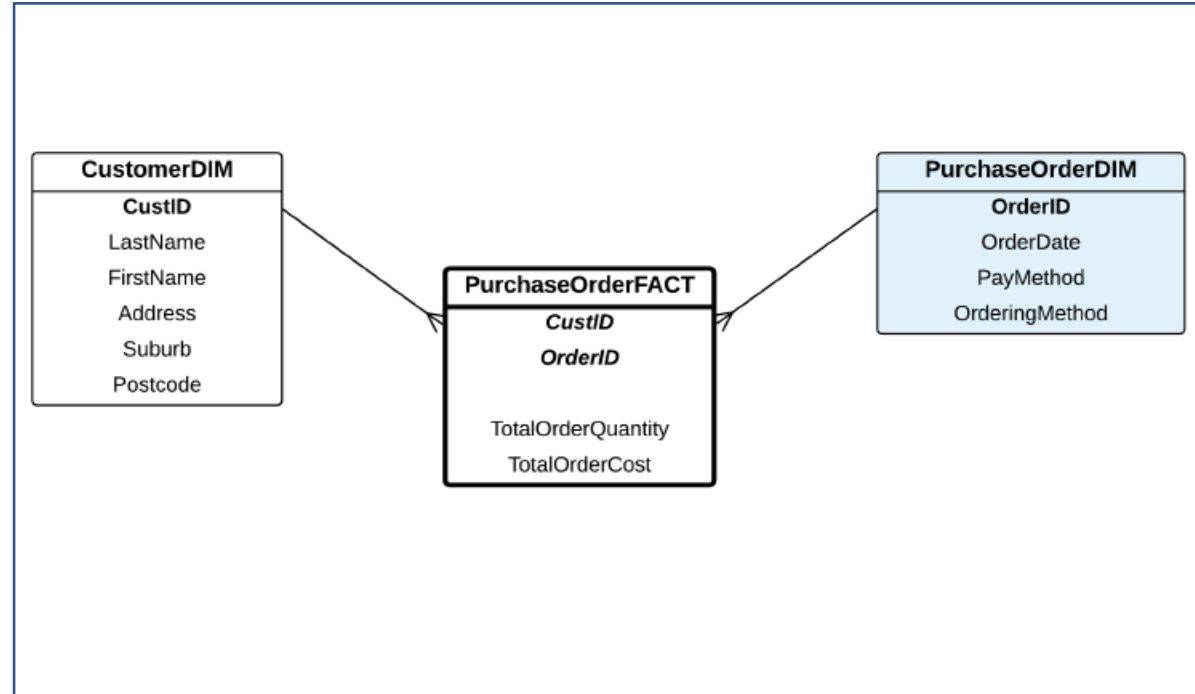 CustomerDIM
CustID
LastName
FirstName
Address
Suburb
Postcode
PurchaseOrderFACT
CustID
OrderID
TotalOrderQuantity
TotalOrderCost
PurchaseOrderDIM
OrderID
OrderDate
PayMethod
OrderingMethod